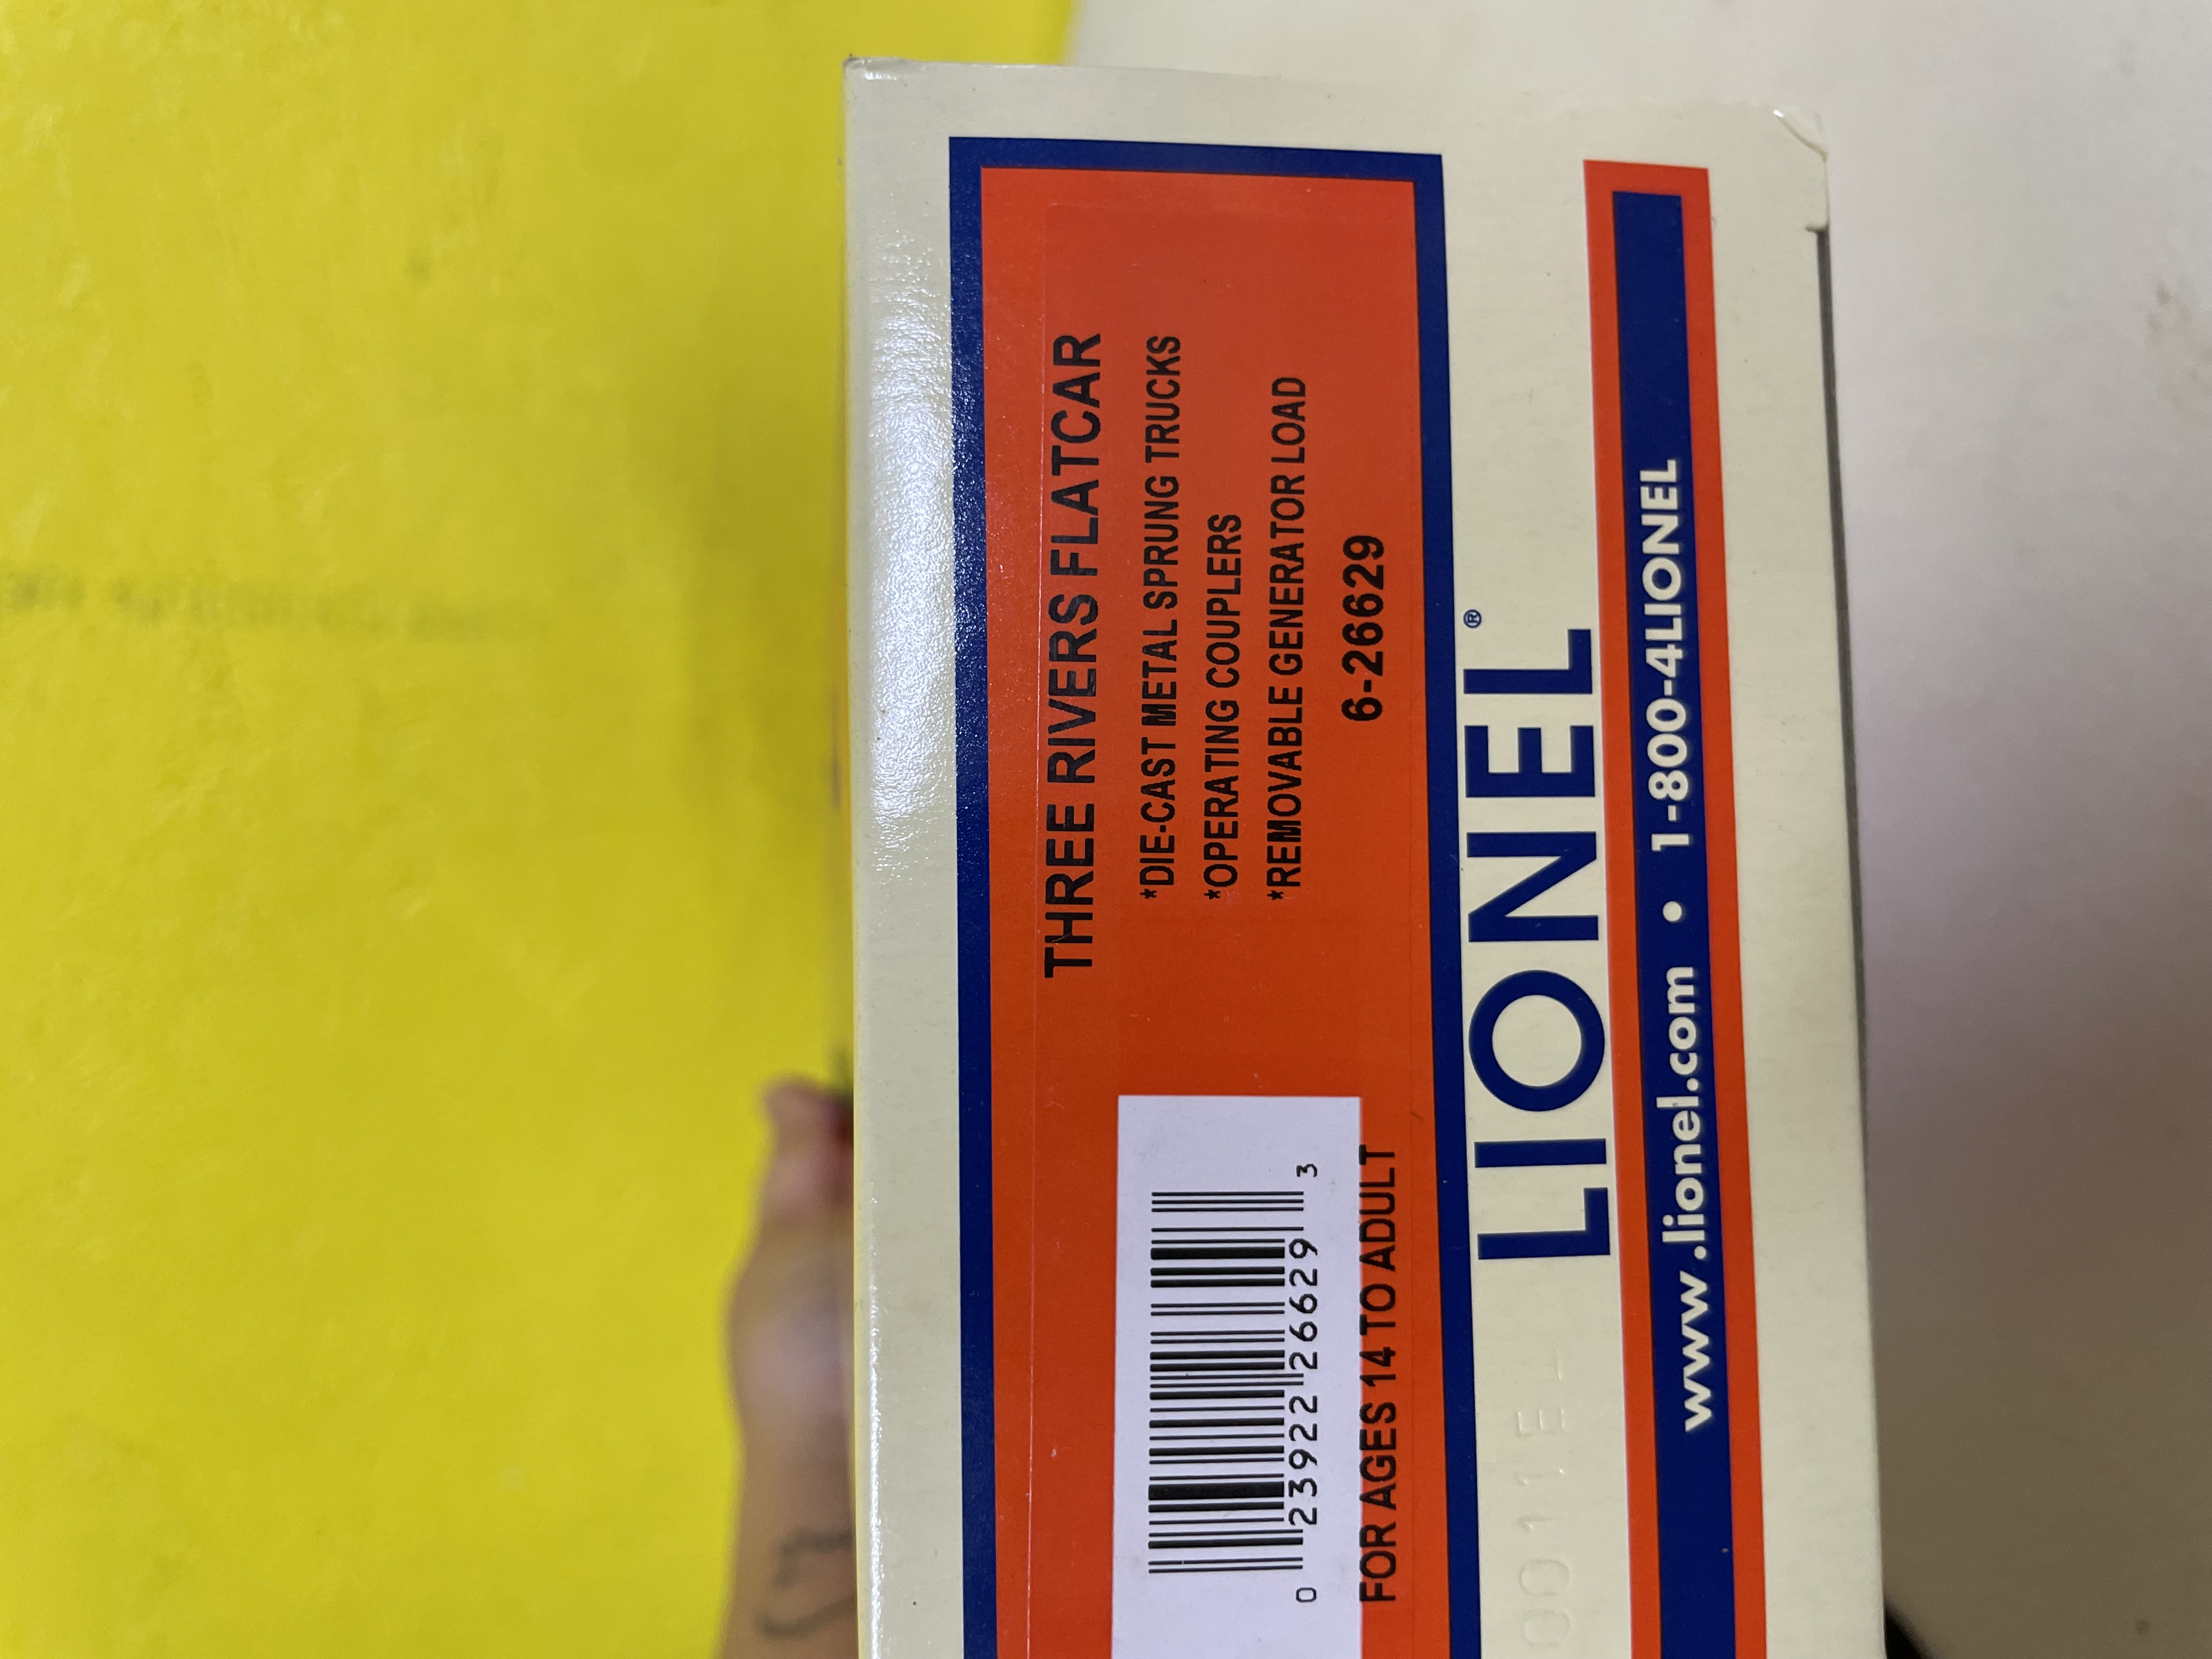 THREE RIVERS FLATCAR
*DIE-CAST METAL SPRUNG TRUCKS
*OPERATING COUPLERS
*REMOVABLE GENERATOR LOAD
6-26629
0 23922 26629 3
FOR AGES 14 TO ADULT
LIONEL®
www.lionel.com • 1-800-4LIONEL